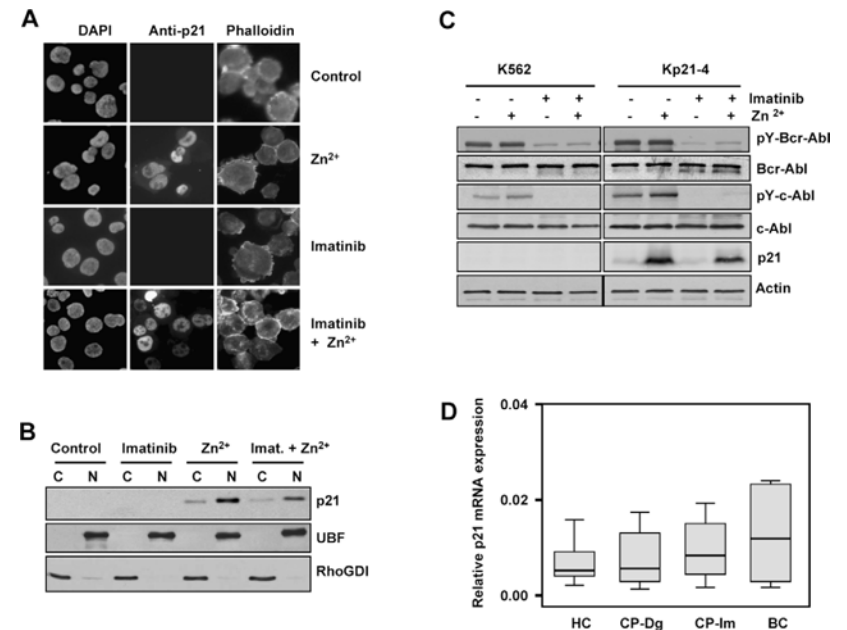 A
DAPI Anti-p21 Phalloidin
Control
Zn²⁺
Imatinib
Imatinib
+ Zn²⁺
B
Control Imatinib Zn²⁺ Imat. + Zn²⁺
C N C N C N C N
p21
UBF
RhoGDI
C
K562 Kp21-4
- - + + - - + + Imatinib
- + - + - + - + Zn ²⁺
pY-Bcr-Abl
Bcr-Abl
pY-c-Abl
c-Abl
p21
Actin
D
Relative p21 mRNA expression
0.04
0.02
0.00
HC CP-Dg CP-Im BC